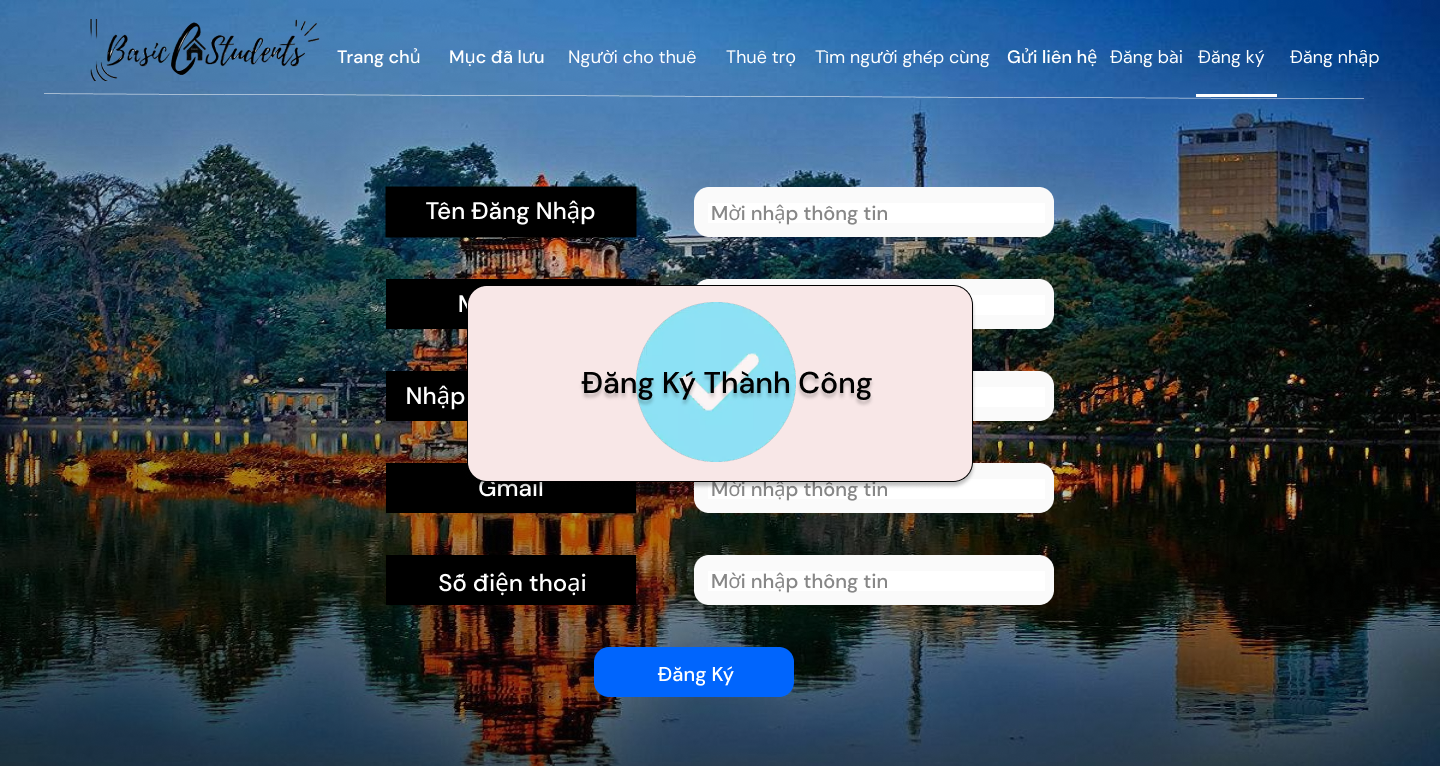 Basic Students
Trang chủ Mục đã lưu Người cho thuê Thuê trọ Tìm người ghép cùng Gửi liên hệ Đăng bài Đăng ký Đăng nhập
Tên Đăng Nhập Mời nhập thông tin
Đăng Ký Thành Công
Nhập
Gmail Mời nhập thông tin
Số điện thoại Mời nhập thông tin
Đăng Ký